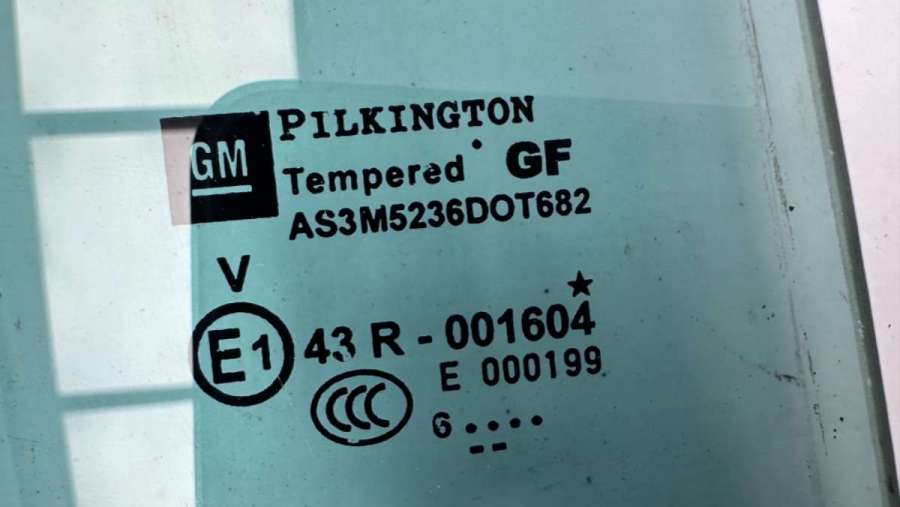 GM
PILKINGTON
Tempered GF
AS3M5236DOT682
V
E1 43 R - 001604
E 000199
CCC
6